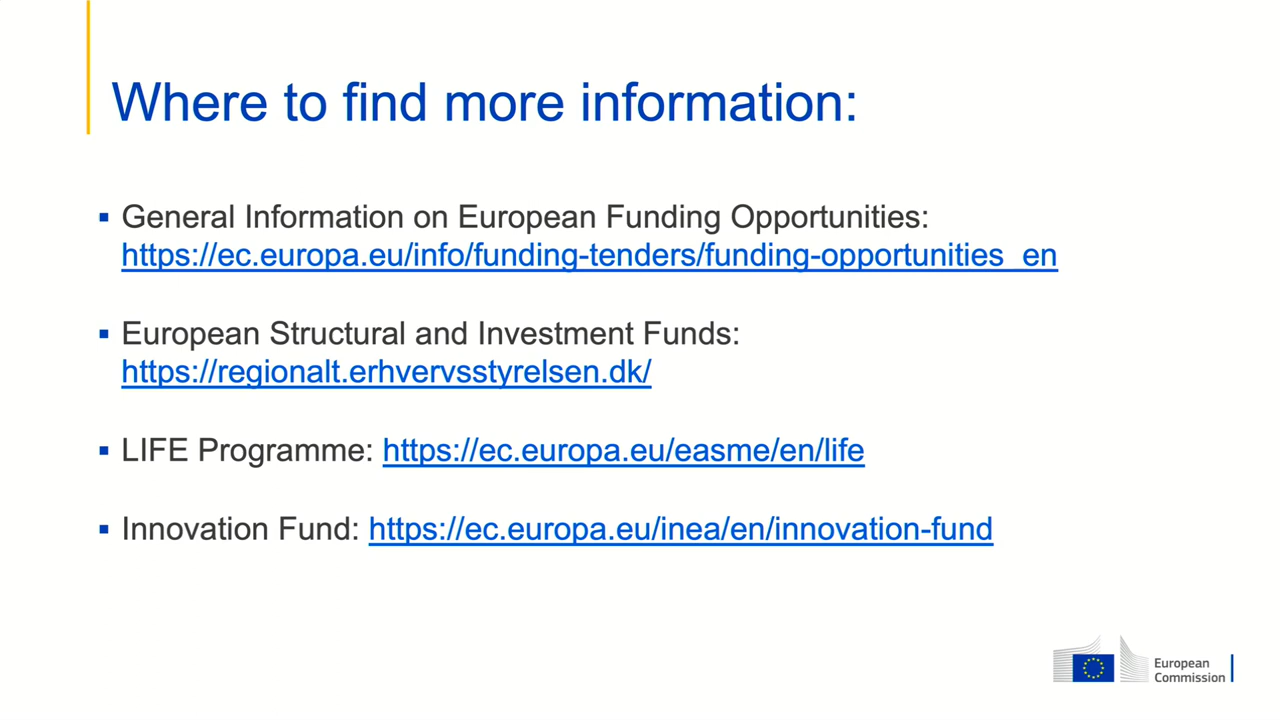 Where to find more information:
▪ General Information on European Funding Opportunities:
https://ec.europa.eu/info/funding-tenders/funding-opportunities_en
▪ European Structural and Investment Funds:
https://regionalt.erhvervsstyrelsen.dk/
▪ LIFE Programme: https://ec.europa.eu/easme/en/life
▪ Innovation Fund: https://ec.europa.eu/inea/en/innovation-fund
European
Commission